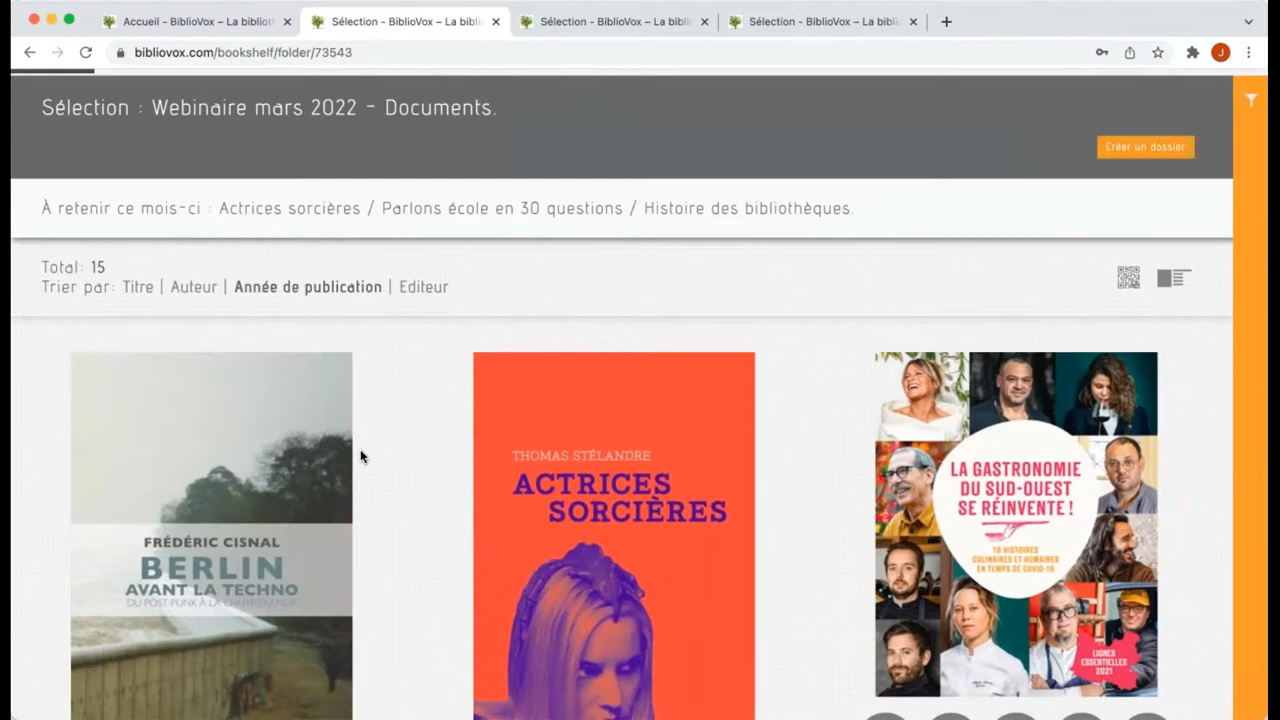 Accueil - BiblioVox – La bibliot
Sélection - BiblioVox – La bibli
Sélection - BiblioVox – La bibli
Sélection - BiblioVox – La bibli
bibliovox.com/bookshelf/folder/73543
J
Sélection : Webinaire mars 2022 - Documents.
Créer un dossier
À retenir ce mois-ci : Actrices sorcières / Parlons école en 30 questions / Histoire des bibliothèques.
Total: 15
Trier par: Titre | Auteur | Année de publication | Editeur
FRÉDÉRIC CISNAL
BERLIN
AVANT LA TECHNO
DU POST-PUNK À LA CHUTE DU MUR
THOMAS STÉLANDRE
ACTRICES
SORCIÈRES
LA GASTRONOMIE
DU SUD-OUEST
SE RÉINVENTE !
10 HISTOIRES
CULINAIRES ET HUMAINES
EN TEMPS DE COVID-19
LIGNES
ESSENTIELLES
2021